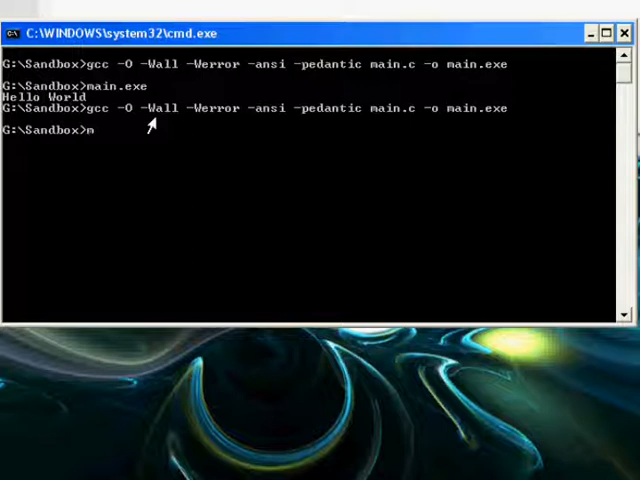 C:\WINDOWS\system32\cmd.exe
G:\Sandbox>gcc -O -Wall -Werror -ansi -pedantic main.c -o main.exe
G:\Sandbox>main.exe
Hello World
G:\Sandbox>gcc -O -Wall -Werror -ansi -pedantic main.c -o main.exe
G:\Sandbox>m